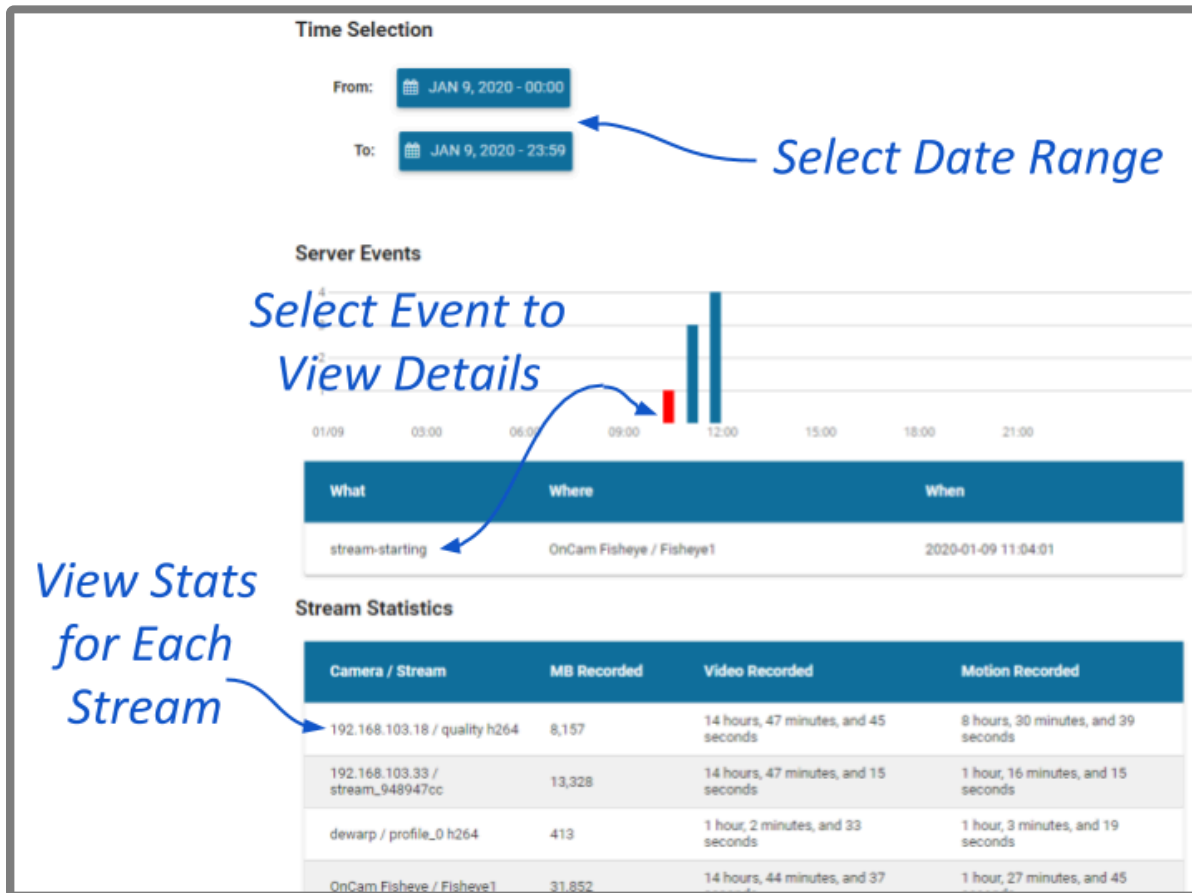 Time Selection
From:
JAN 9, 2020 - 00:00
To:
JAN 9, 2020 - 23:59
Select Date Range
Server Events
4
Select Event to
2
View Details
01/09 03:00 06:00 09:00 12:00 15:00 18:00 21:00
What Where When
stream-starting OnCam Fisheye / Fisheye1 2020-01-09 11:04:01
View Stats
for Each
Stream
Stream Statistics
Camera / Stream MB Recorded Video Recorded Motion Recorded
192.168.103.18 / quality h264 8,157 14 hours, 47 minutes, and 45 8 hours, 30 minutes, and 39
seconds seconds
192.168.103.33 / 13,328 14 hours, 47 minutes, and 15 1 hour, 16 minutes, and 15
stream_948947cc seconds seconds
dewarp / profile_0 h264 413 1 hour, 2 minutes, and 33 1 hour, 3 minutes, and 19
seconds seconds
OnCam Fisheye / Fisheye1 31,852 14 hours, 44 minutes, and 37 1 hour, 27 minutes, and 45